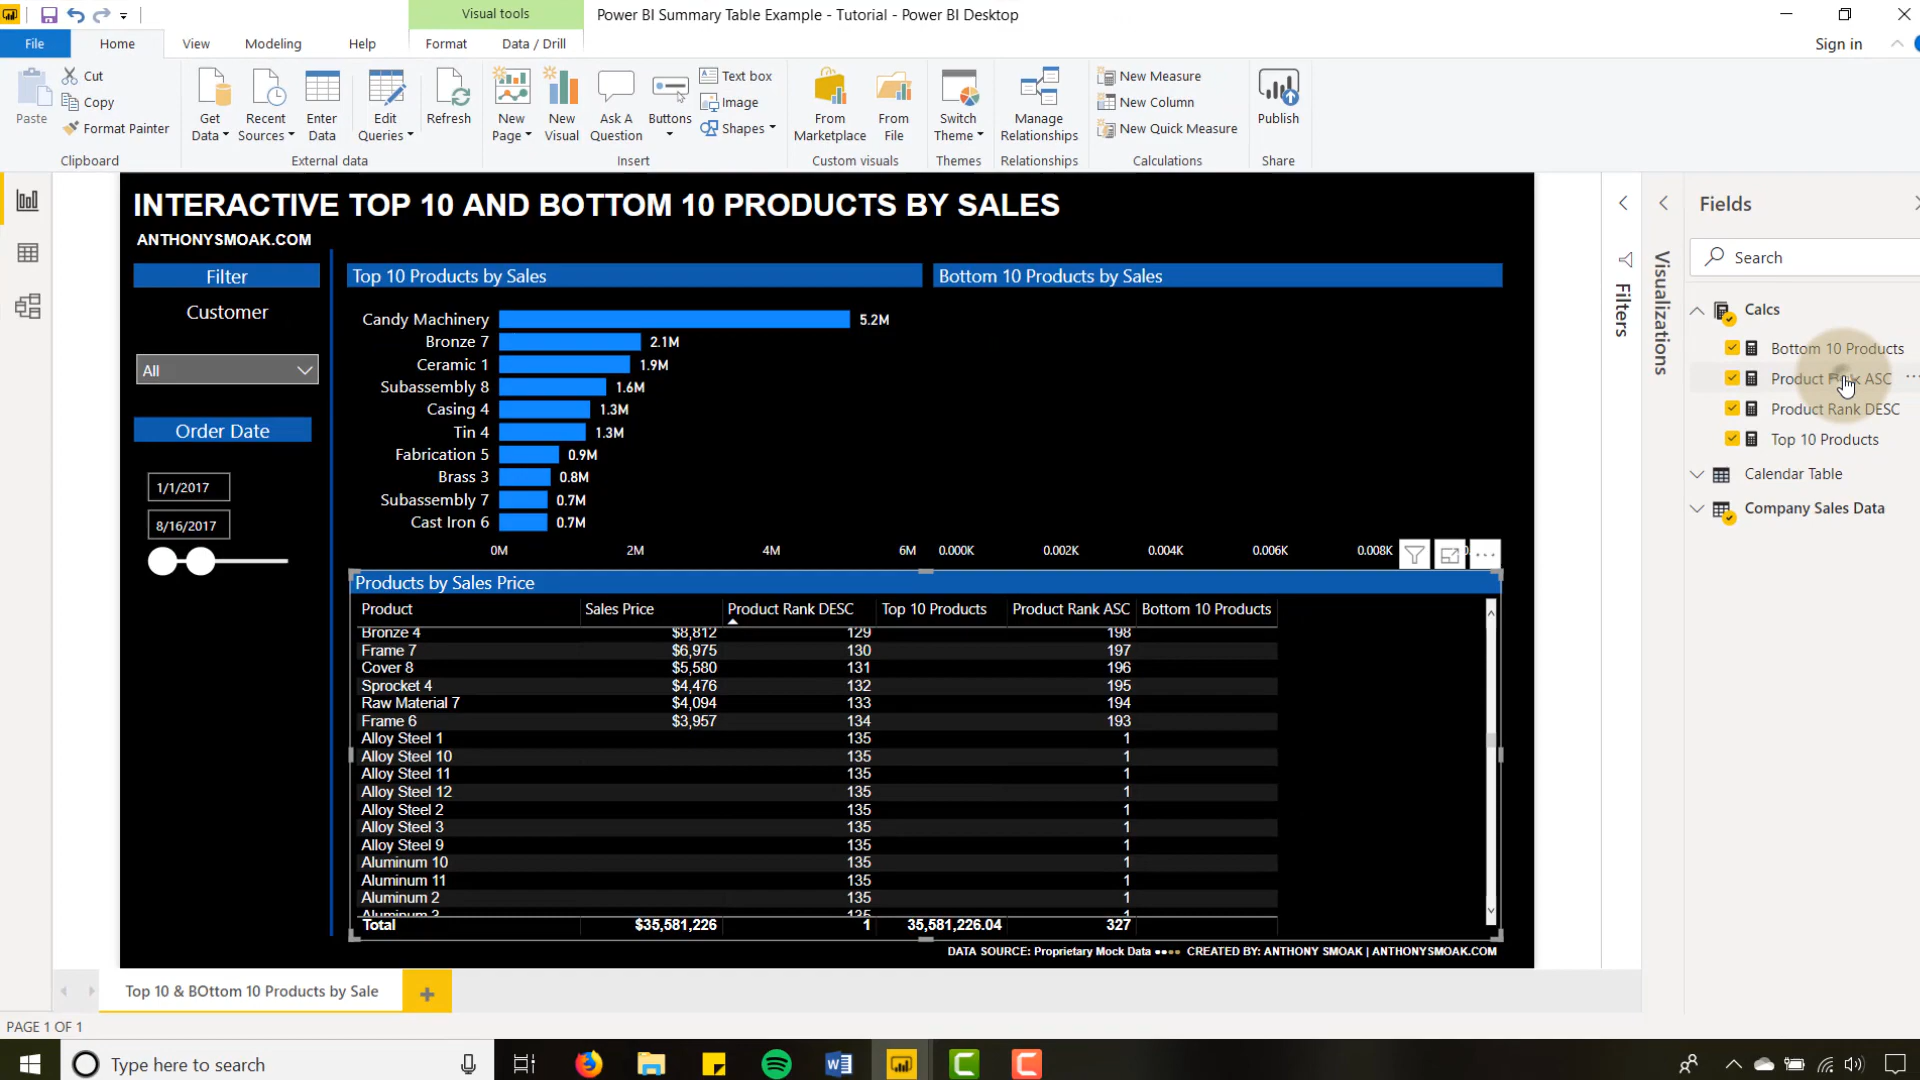 Visual tools
Power BI Summary Table Example - Tutorial - Power BI Desktop
File Home View Modeling Help Format Data / Drill Sign in
Paste
Cut
Copy
Format Painter
Clipboard
Get Data
Recent Sources
Enter Data
Edit Queries
Refresh
External data
New Page
New Visual
Ask A Question
Buttons
Text box
Image
Shapes
Insert
From Marketplace
From File
Custom visuals
Switch Theme
Themes
Manage Relationships
Relationships
New Measure
New Column
New Quick Measure
Calculations
Publish
Share
INTERACTIVE TOP 10 AND BOTTOM 10 PRODUCTS BY SALES
ANTHONYSMOAK.COM
Filter
Customer
All
Order Date
1/1/2017
8/16/2017
Top 10 Products by Sales
Candy Machinery 5.2M
Bronze 7 2.1M
Ceramic 1 1.9M
Subassembly 8 1.6M
Casing 4 1.3M
Tin 4 1.3M
Fabrication 5 0.9M
Brass 3 0.8M
Subassembly 7 0.7M
Cast Iron 6 0.7M
0M 2M 4M 6M
Bottom 10 Products by Sales
0.000K 0.002K 0.004K 0.006K 0.008K
Products by Sales Price
Product Sales Price Product Rank DESC Top 10 Products Product Rank ASC Bottom 10 Products
Bronze 4 $8,812 129 198
Frame 7 $6,975 130 197
Cover 8 $5,580 131 196
Sprocket 4 $4,476 132 195
Raw Material 7 $4,094 133 194
Frame 6 $3,957 134 193
Alloy Steel 1 135 1
Alloy Steel 10 135 1
Alloy Steel 11 135 1
Alloy Steel 12 135 1
Alloy Steel 2 135 1
Alloy Steel 3 135 1
Alloy Steel 9 135 1
Aluminum 10 135 1
Aluminum 11 135 1
Aluminum 2 135 1
Aluminum 3 135 1
Total $35,581,226 1 35,581,226.04 327
DATA SOURCE: Proprietary Mock Data ●●●● CREATED BY: ANTHONY SMOAK | ANTHONYSMOAK.COM
Filters
Visualizations
Fields
Search
Calcs
Bottom 10 Products
Product Rank ASC
Product Rank DESC
Top 10 Products
Calendar Table
Company Sales Data
Top 10 & BOttom 10 Products by Sale
PAGE 1 OF 1
Type here to search